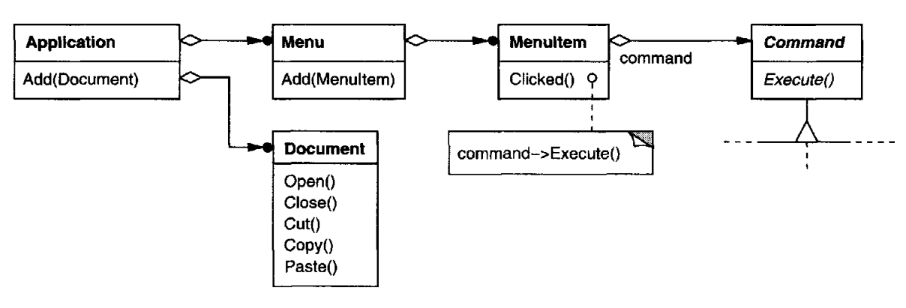 Application
Add(Document)
Menu
Add(MenuItem)
MenuItem
Clicked()
command
Command
Execute()
command->Execute()
Document
Open()
Close()
Cut()
Copy()
Paste()